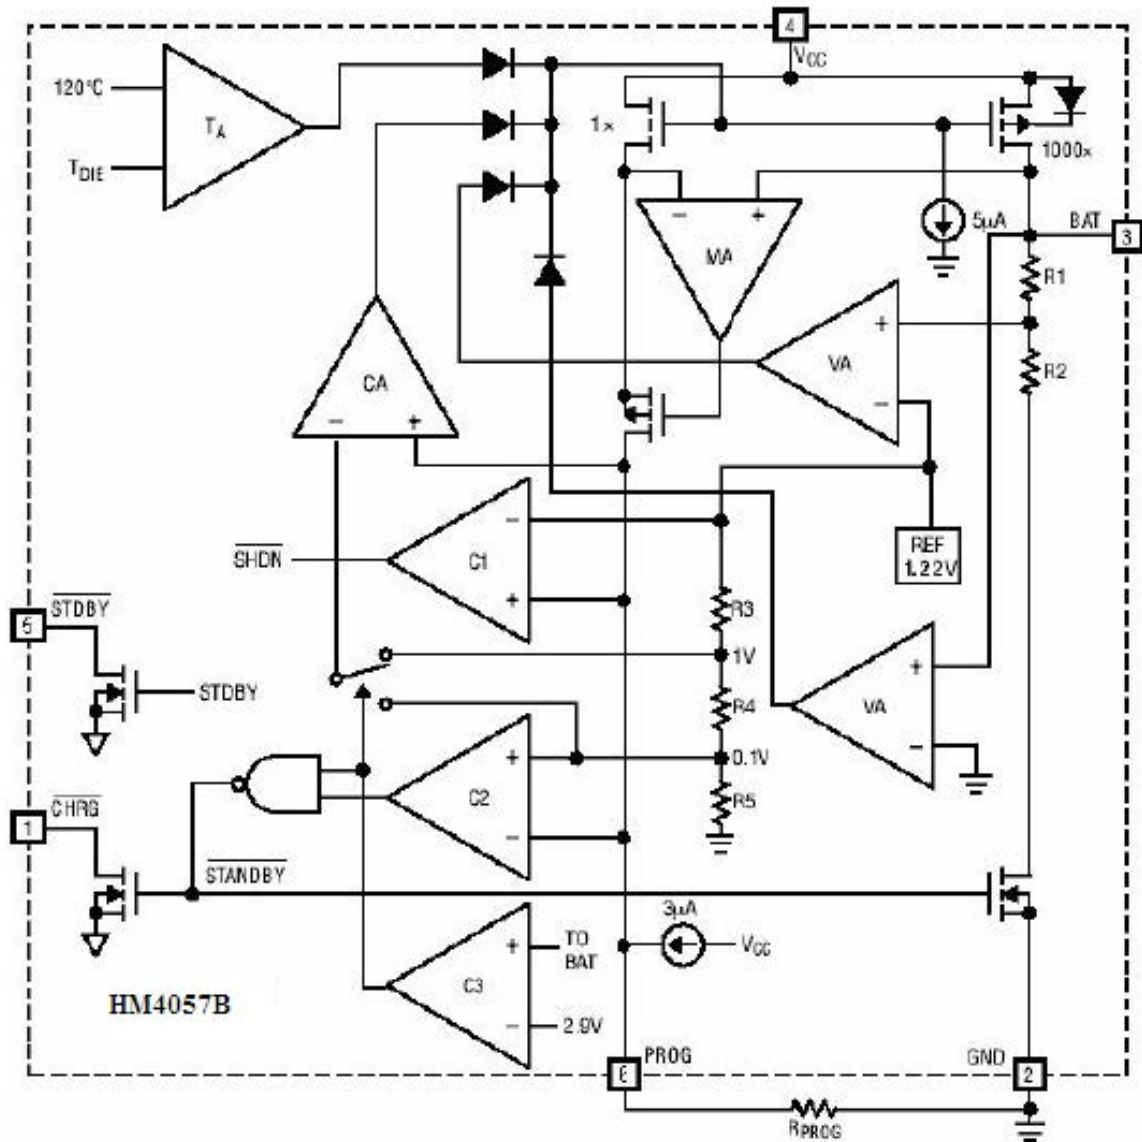 4
VCC
120°C
TA
TDIE
1×
1000×
5μA
BAT
3
− +
MA
R1
+
VA
−
R2
CA
− +
−
SHDN
C1
+
REF
1.22V
R3
5
STDBY
1V
+
VA
−
STDBY
R4
+
0.1V
C2
R5
−
1
CHRG
STANDBY
3μA
VCC
+
TO
BAT
C3
−
2.9V
HM4057B
PROG
GND
6
2
RPROG